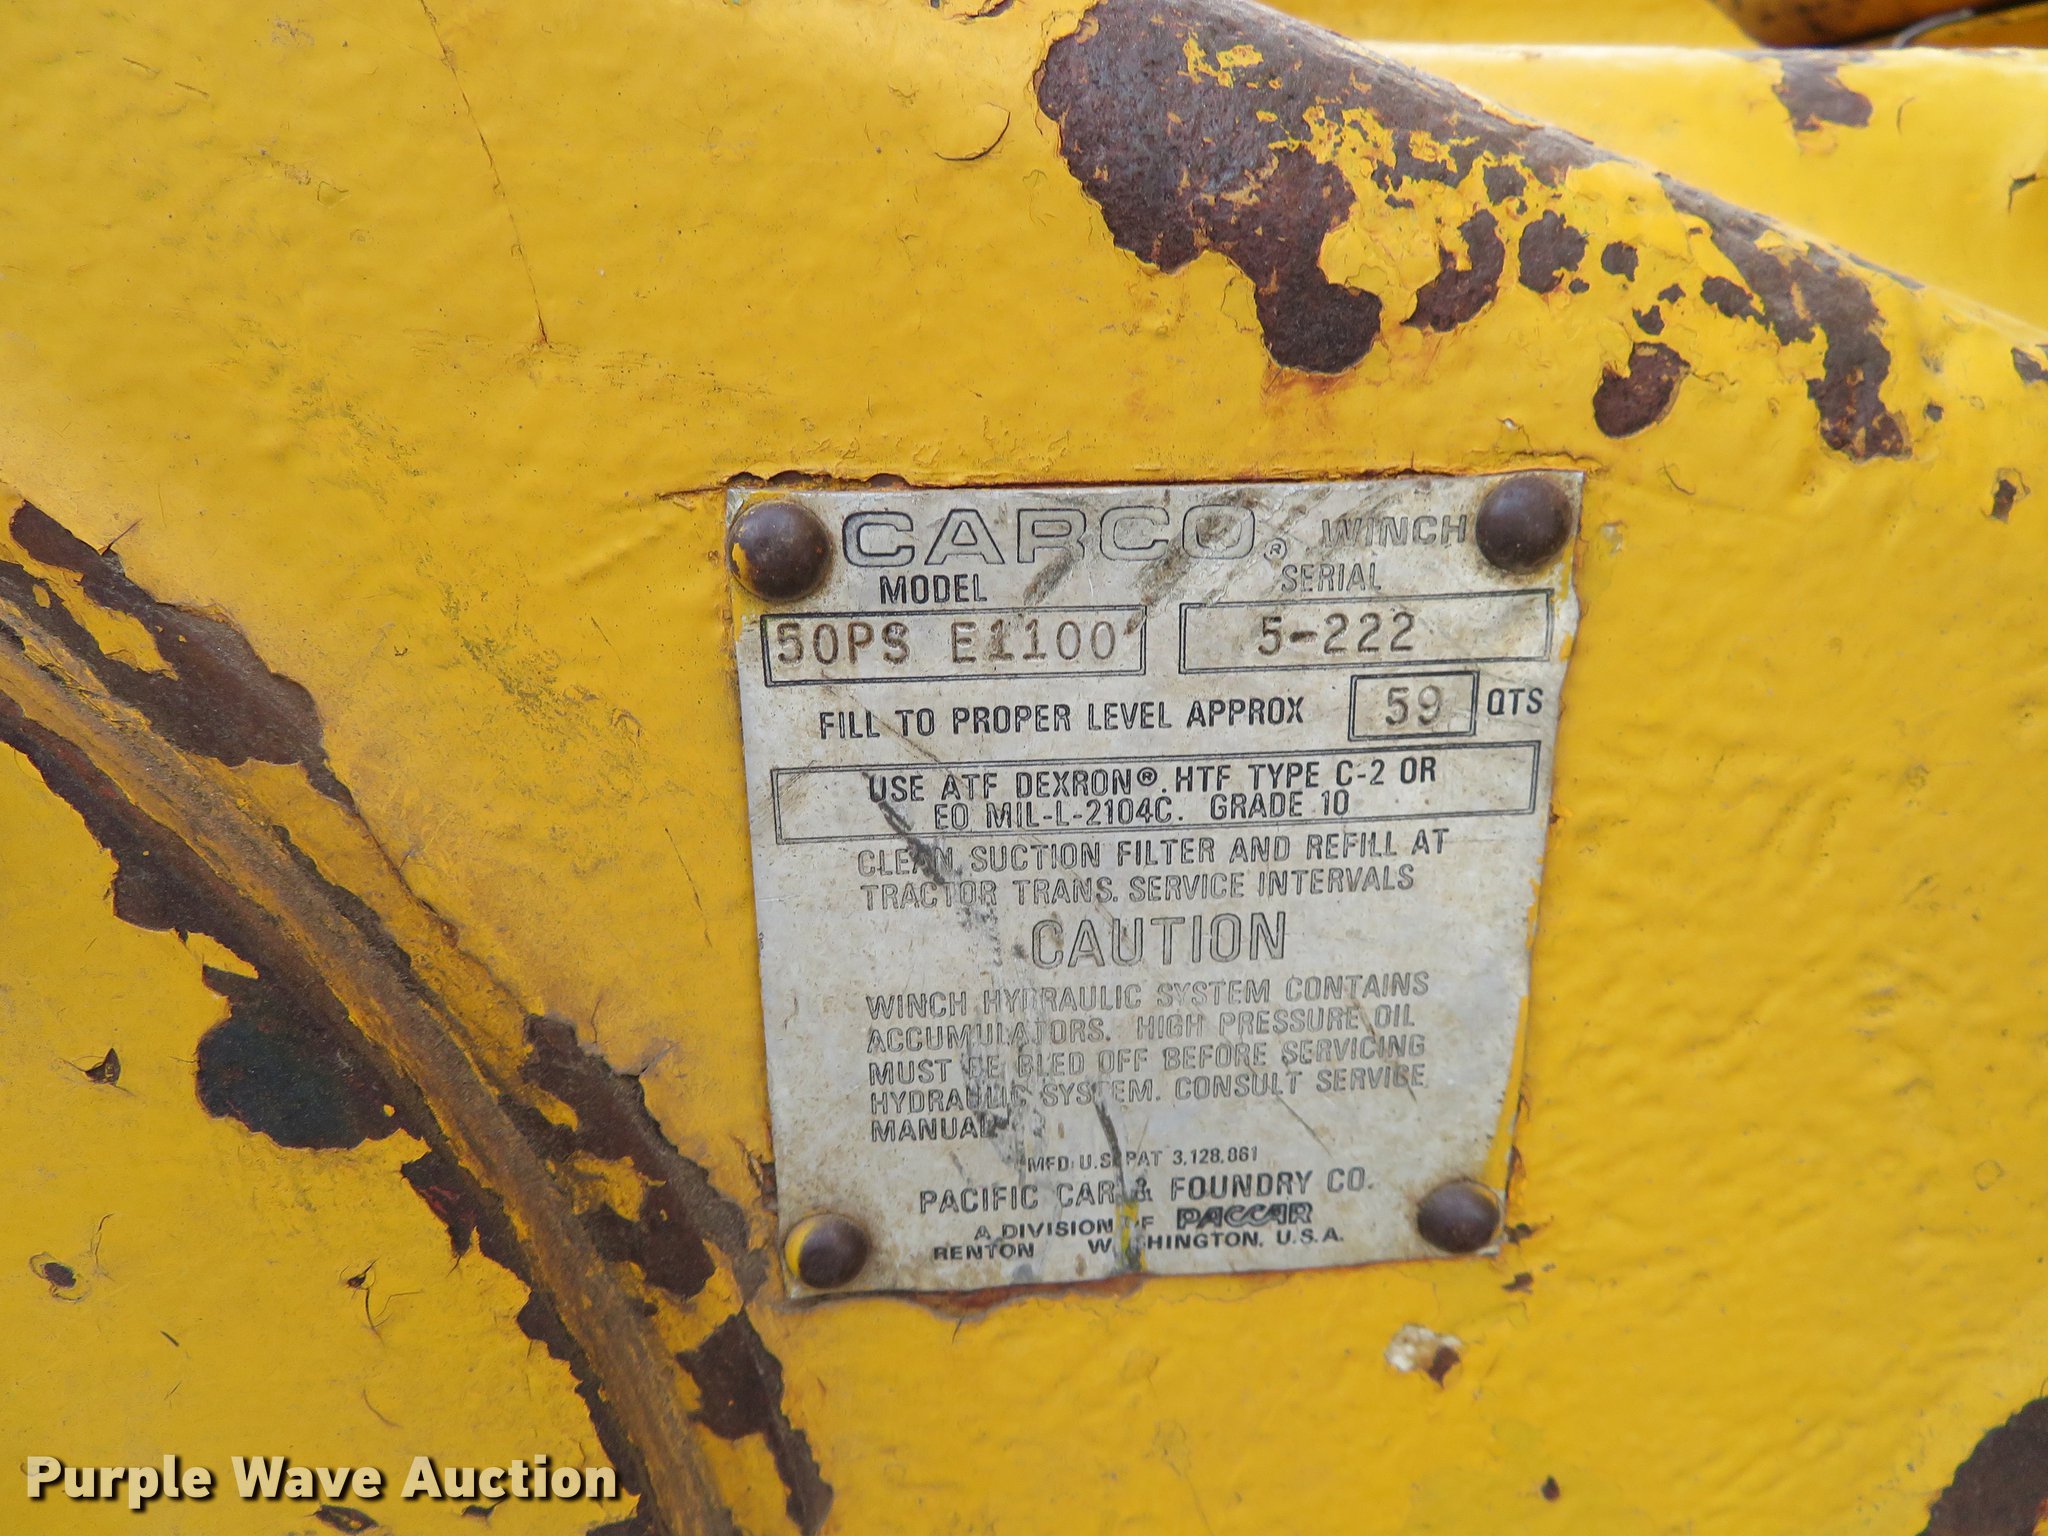 CARCO® WINCH
MODEL SERIAL
50PS E1100 5-222
FILL TO PROPER LEVEL APPROX 59 QTS
USE ATF DEXRON®. HTF TYPE C-2 OR
EO MIL-L-2104C. GRADE 10
CLEAN SUCTION FILTER AND REFILL AT
TRACTOR TRANS. SERVICE INTERVALS
CAUTION
WINCH HYDRAULIC SYSTEM CONTAINS
ACCUMULATORS. HIGH PRESSURE OIL
MUST BE BLED OFF BEFORE SERVICING
HYDRAULIC SYSTEM. CONSULT SERVICE
MANUAL
MFD U.S. PAT 3,128,861
PACIFIC CAR & FOUNDRY CO.
A DIVISION OF PACCAR
RENTON WASHINGTON, U.S.A.
Purple Wave Auction